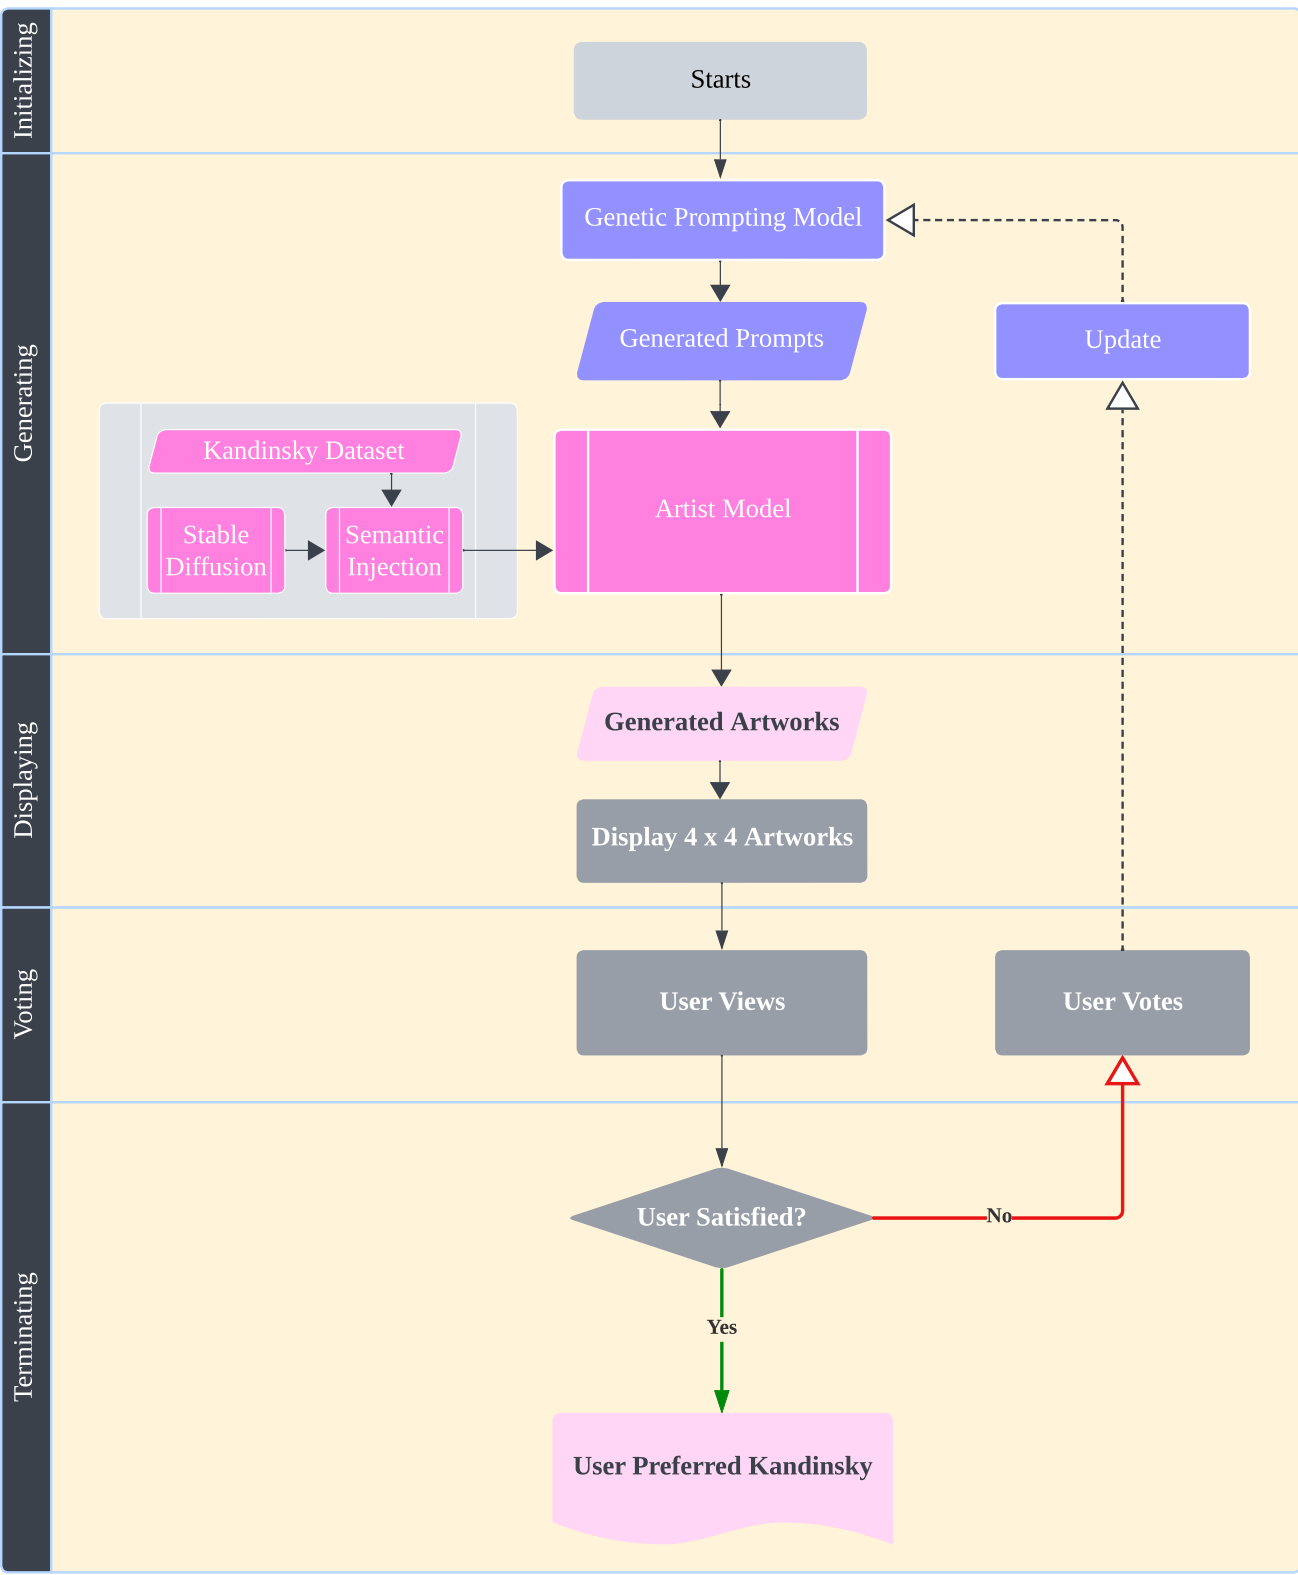 Initializing
Starts
Generating
Genetic Prompting Model
Generated Prompts
Update
Kandinsky Dataset
Stable
Diffusion
Semantic
Injection
Artist Model
Displaying
Generated Artworks
Display 4 x 4 Artworks
Voting
User Views
User Votes
Terminating
User Satisfied?
No
Yes
User Preferred Kandinsky